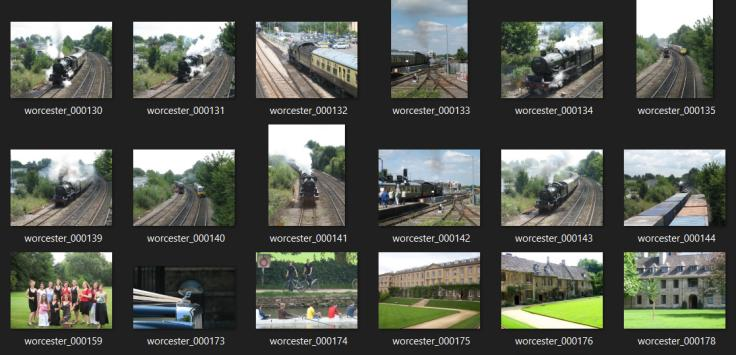 worcester_000130 worcester_000131 worcester_000132 worcester_000133 worcester_000134 worcester_000135
worcester_000139 worcester_000140 worcester_000141 worcester_000142 worcester_000143 worcester_000144
worcester_000159 worcester_000173 worcester_000174 worcester_000175 worcester_000176 worcester_000178